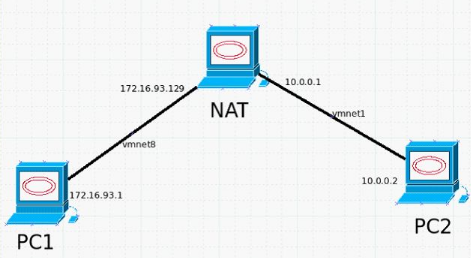 10.0.0.1
172.16.93.129
NAT
vmnet1
vmnet8
10.0.0.2
172.16.93.1
PC2
PC1